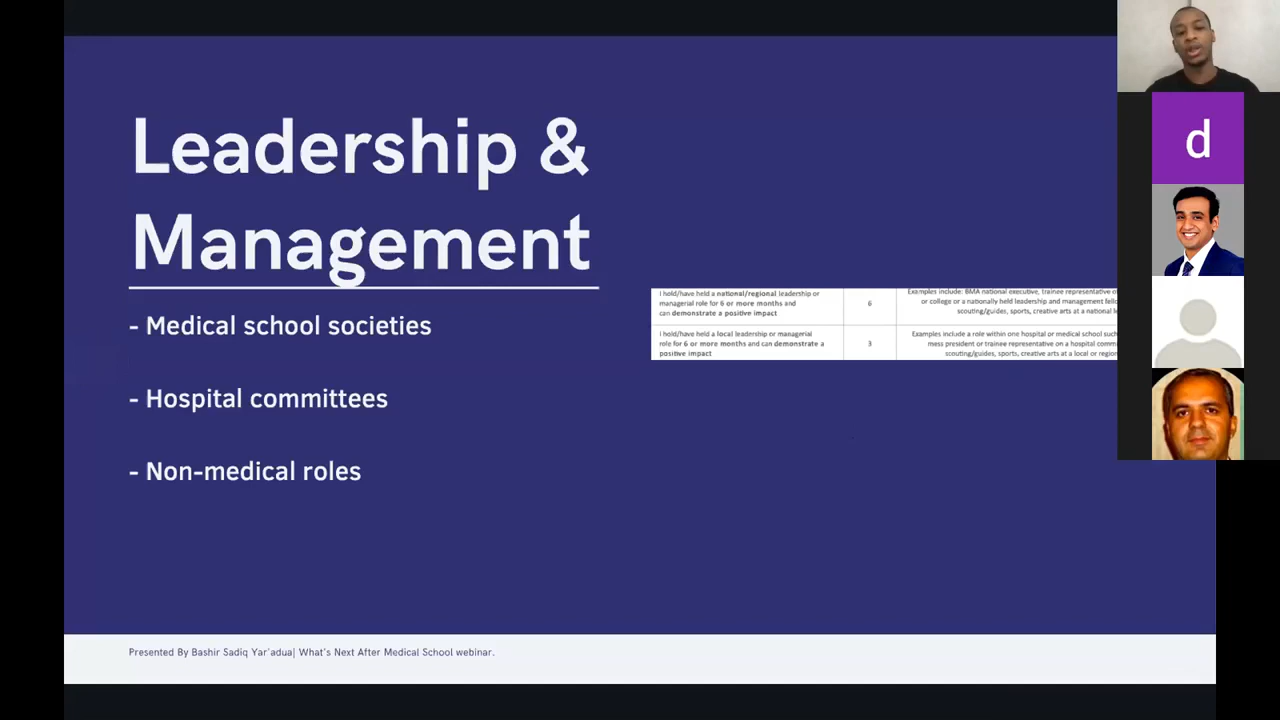 Leadership &
Management
- Medical school societies
- Hospital committees
- Non-medical roles
I hold/have held a national/regional leadership or
managerial role for 6 or more months and
can demonstrate a positive impact
6
Examples include: BMA national executive, trainee representative
or college or a nationally held leadership and management
scouting/guides, sports, creative arts at a national
I hold/have held a local leadership or managerial
role for 6 or more months and can demonstrate a
positive impact
3
Examples include a role within one hospital or medical school such
mess president or trainee representative on a hospital
scouting/guides, sports, creative arts at a local or
d
Presented By Bashir Sadiq Yar'adua| What's Next After Medical School webinar.